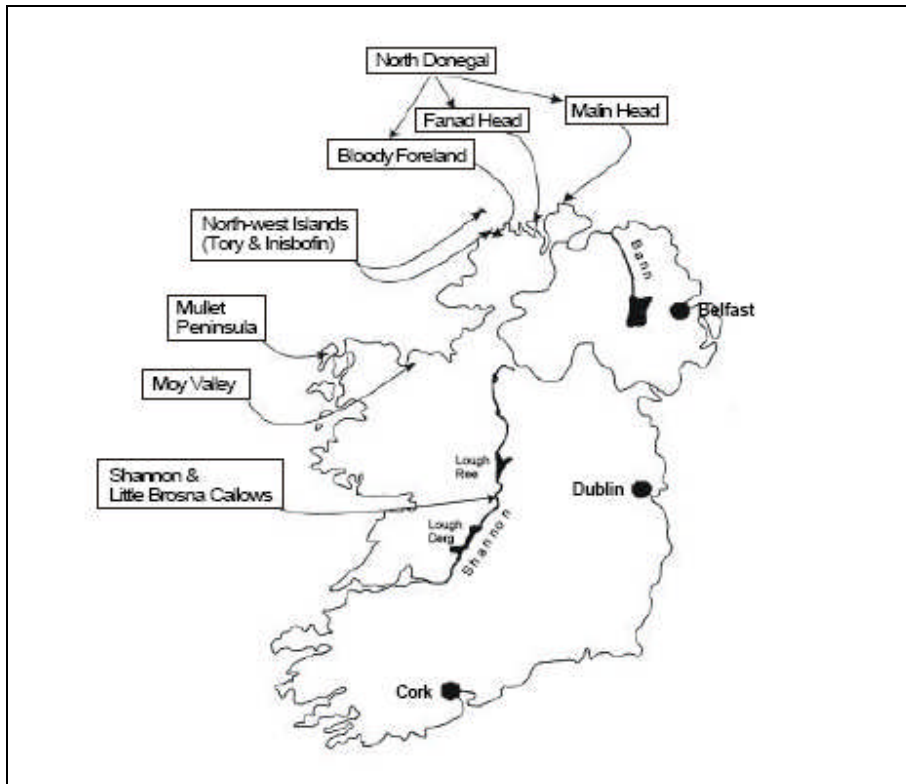 North Donegal
Fanad Head
Malin Head
Bloody Foreland
North-west Islands
(Tory & Inisbofin)
Bann
Belfast
Mullet
Peninsula
Moy Valley
Lough
Ree
Shannon &
Little Brosna Callows
Dublin
Lough
Derg
Shannon
Cork